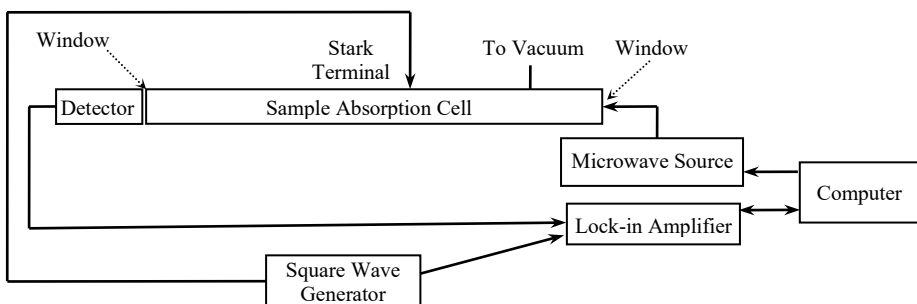 Window
Stark
Terminal
To Vacuum
Window
Detector
Sample Absorption Cell
Microwave Source
Computer
Lock-in Amplifier
Square Wave
Generator